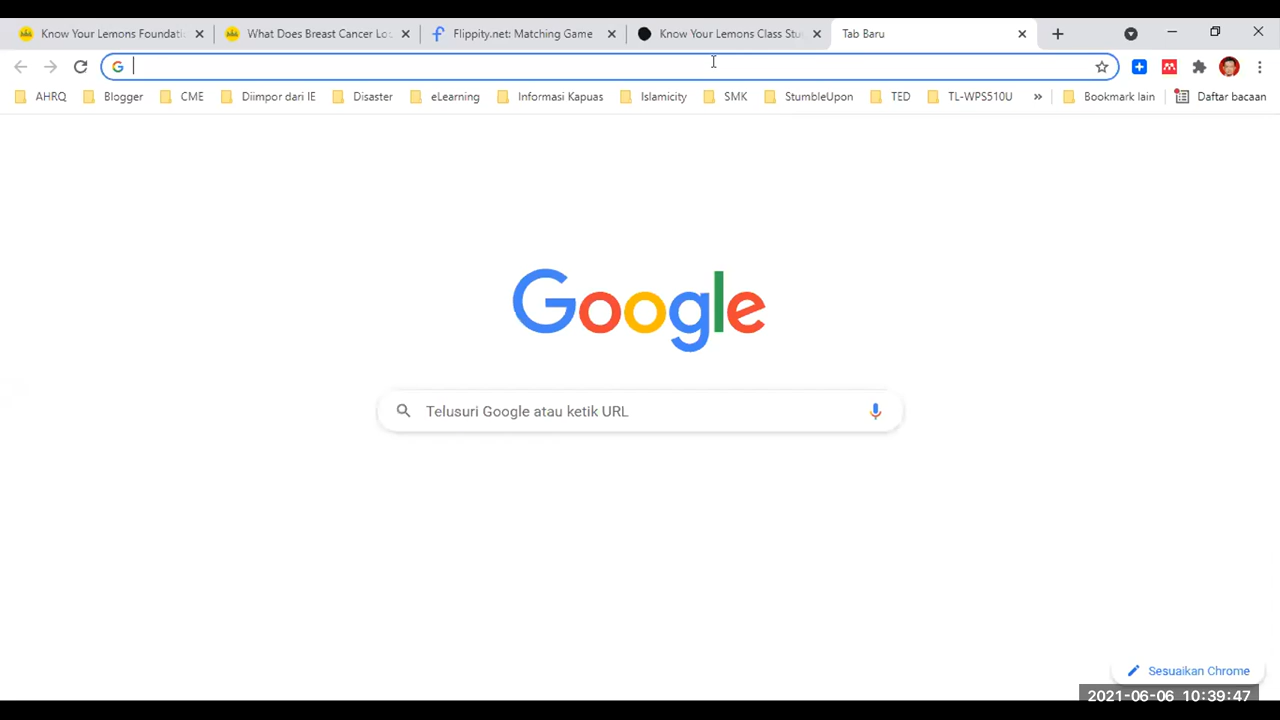 Know Your Lemons Foundati
What Does Breast Cancer Lo
Flippity.net: Matching Game
Know Your Lemons Class Stu
Tab Baru
AHRQ
Blogger
CME
Diimpor dari IE
Disaster
eLearning
Informasi Kapuas
Islamicity
SMK
StumbleUpon
TED
TL-WPS510U
»
Bookmark lain
Daftar bacaan
Google
Telusuri Google atau ketik URL
Sesuaikan Chrome
2021-06-06 10:39:47